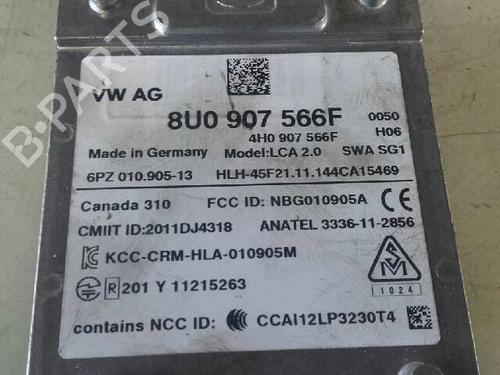 VW AG
8U0 907 566F 0050
4H0 907 566F H06
Made in Germany Model:LCA 2.0 SWA SG1
6PZ 010.905-13 HLH-45F21.11.144CA15469
Canada 310 FCC ID: NBG010905A CE
CMIIT ID:2011DJ4318 ANATEL 3336-11-2856
KCC-CRM-HLA-010905M
R 201 Y 11215263
1024
contains NCC ID: CCAI12LP3230T4
B-PARTS